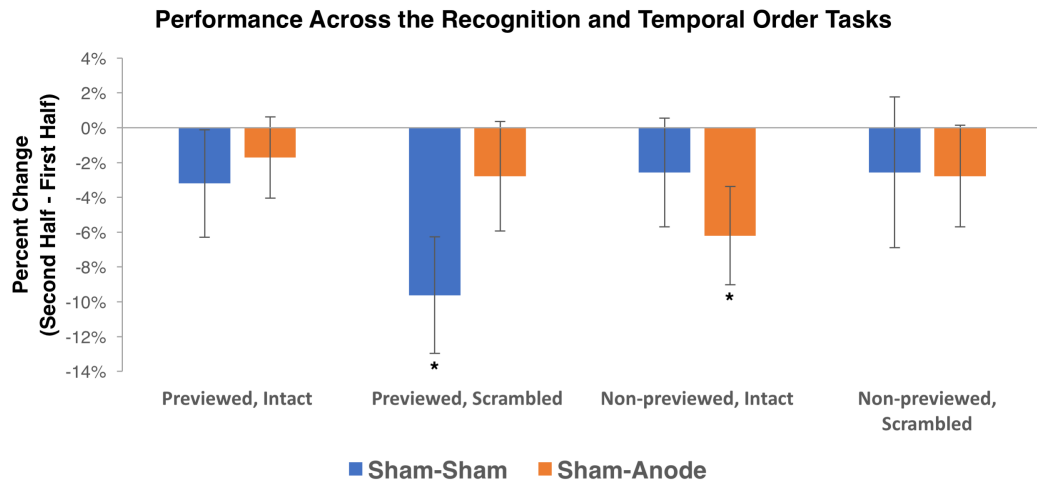 Performance Across the Recognition and Temporal Order Tasks
Percent Change
(Second Half - First Half)
4%
2%
0%
-2%
-4%
-6%
-8%
-10%
-12%
-14%
*
*
Previewed, Intact
Previewed, Scrambled
Non-previewed, Intact
Non-previewed,
Scrambled
Sham-Sham
Sham-Anode